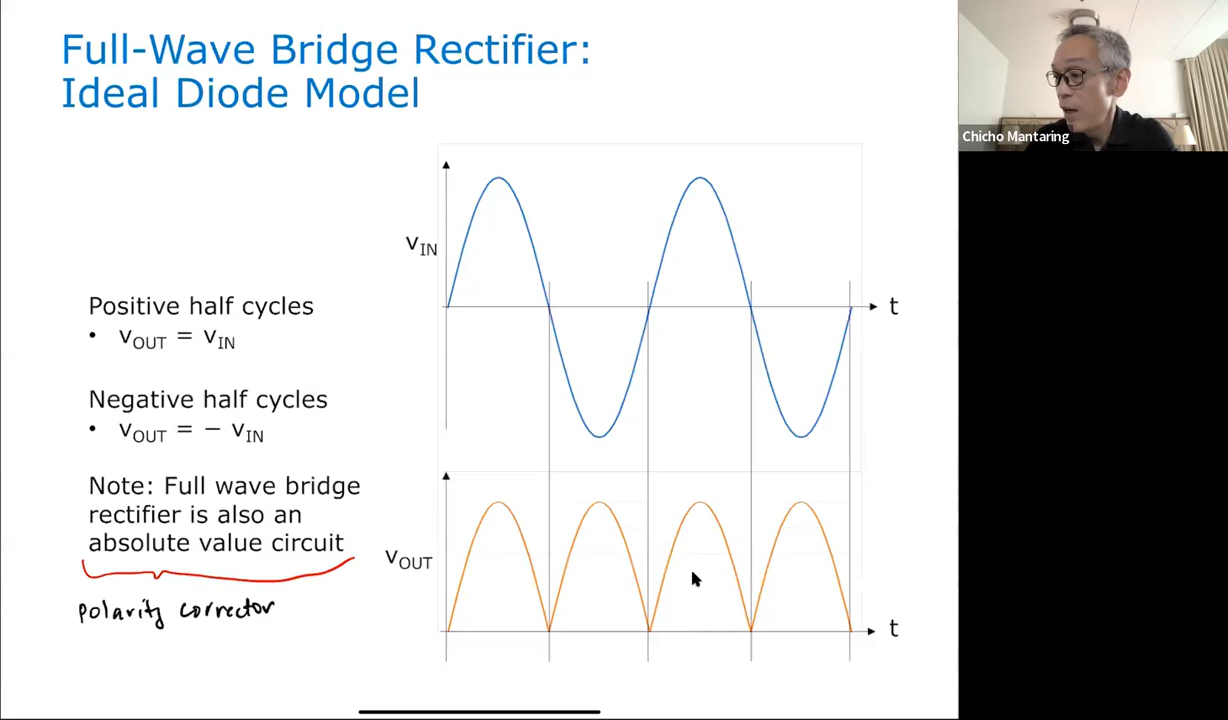 Full-Wave Bridge Rectifier:
Ideal Diode Model
Chicho Mantaring
vIN
t
Positive half cycles
• vOUT = vIN
Negative half cycles
• vOUT = − vIN
Note: Full wave bridge
rectifier is also an
absolute value circuit
polarity corrector
vOUT
t